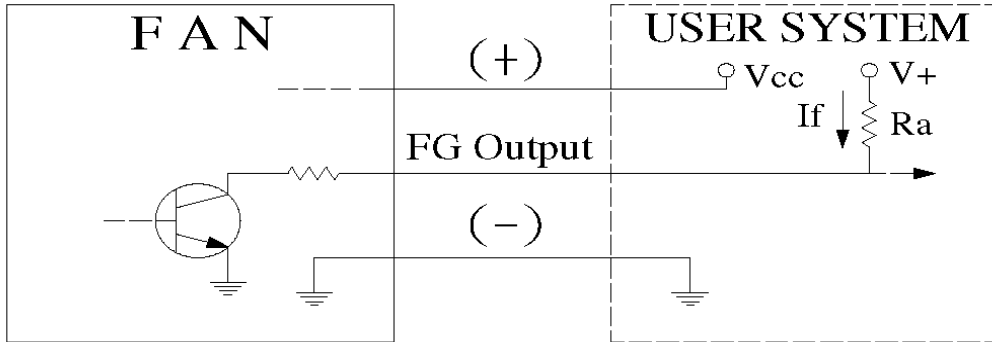 F A N
USER SYSTEM
(+)
Vcc
V+
If
Ra
FG Output
(-)